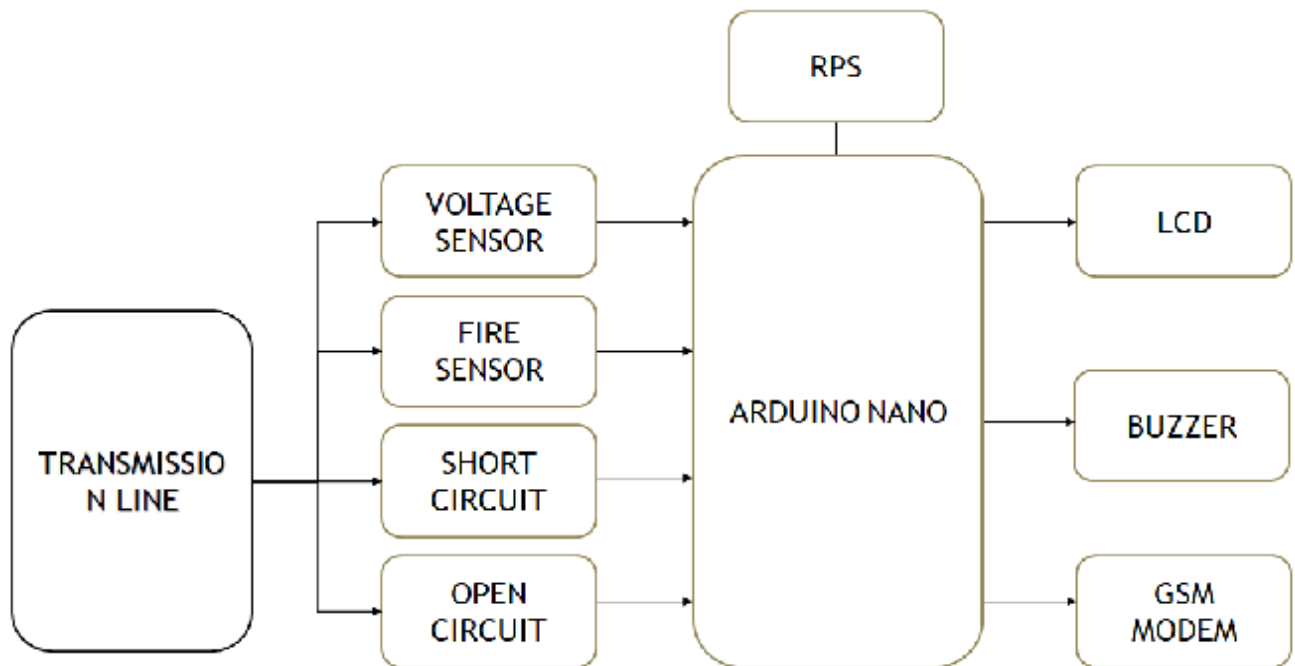 RPS
VOLTAGE
SENSOR
LCD
FIRE
SENSOR
ARDUINO NANO
BUZZER
TRANSMISSIO
N LINE
SHORT
CIRCUIT
OPEN
CIRCUIT
GSM
MODEM